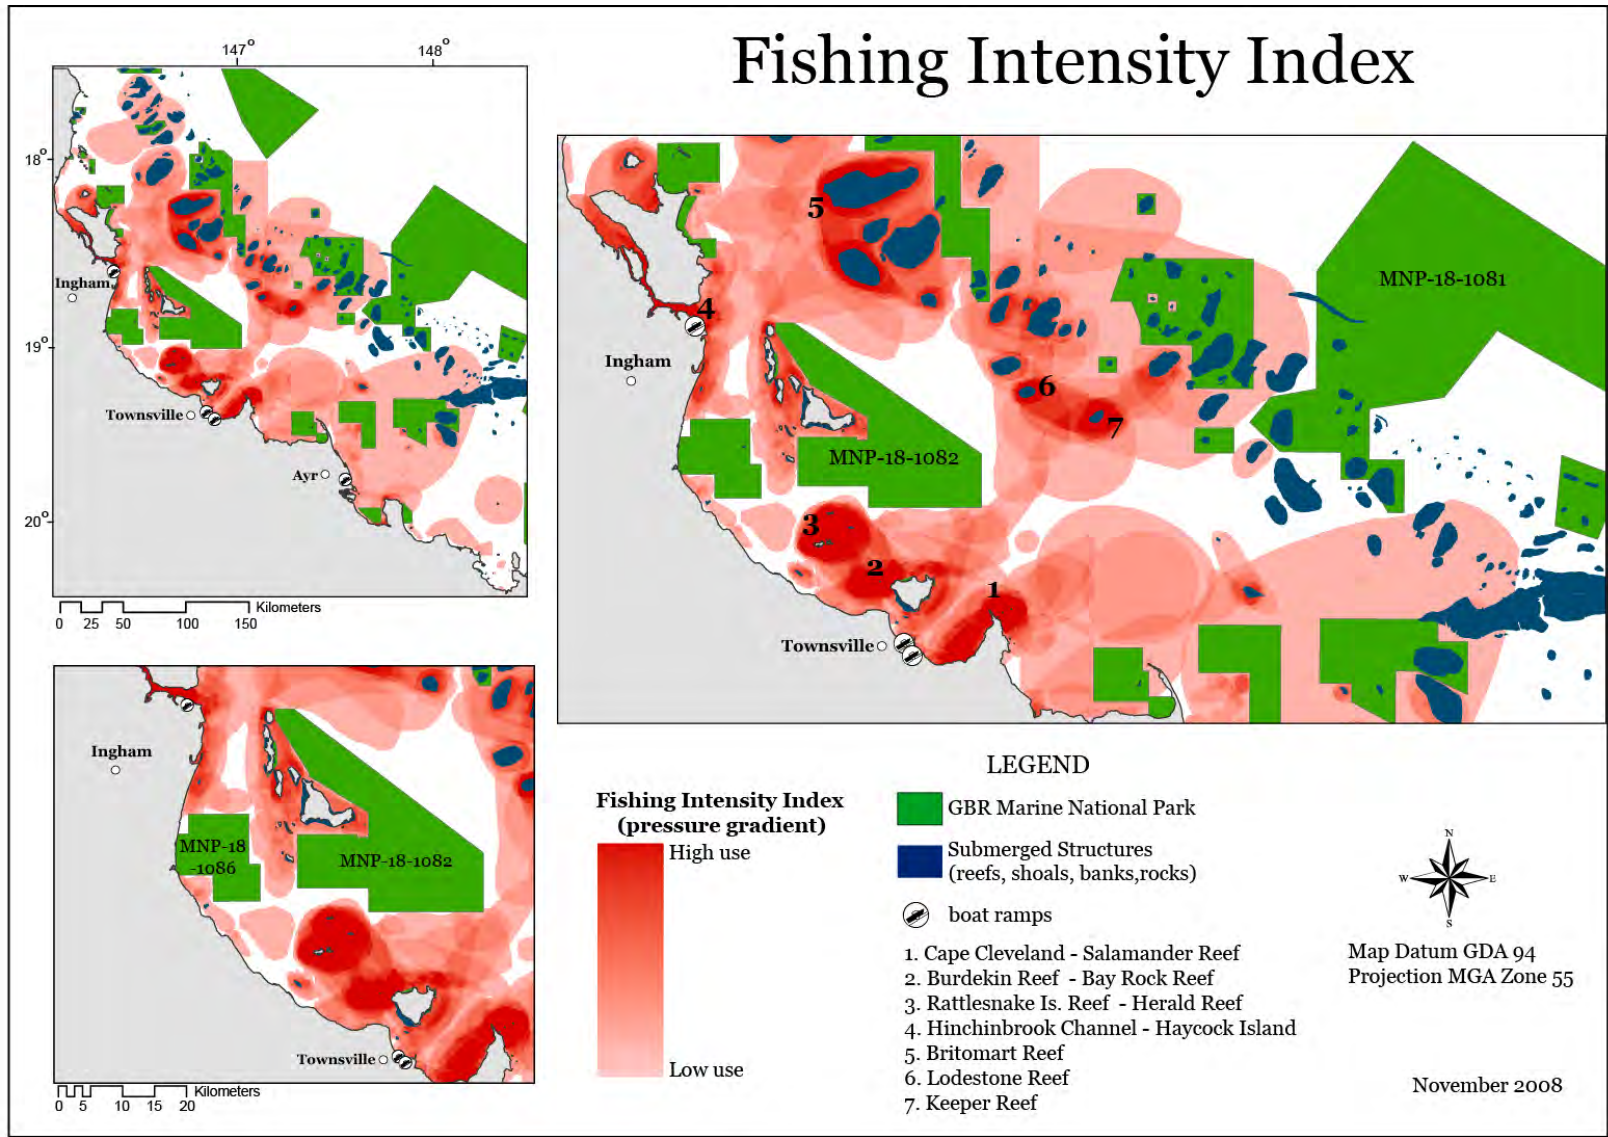 Fishing Intensity Index
147°
148°
18°
19°
20°
Ingham
Townsville
Ayr
Kilometers
0 25 50 100 150
5
4
6
7
3
2
1
MNP-18-1081
Ingham
MNP-18-1082
Townsville
Ingham
MNP-18
-1086
MNP-18-1082
Townsville
Kilometers
0 5 10 15 20
Fishing Intensity Index
(pressure gradient)
High use
Low use
LEGEND
GBR Marine National Park
Submerged Structures
(reefs, shoals, banks,rocks)
boat ramps
1. Cape Cleveland - Salamander Reef
2. Burdekin Reef - Bay Rock Reef
3. Rattlesnake Is. Reef - Herald Reef
4. Hinchinbrook Channel - Haycock Island
5. Britomart Reef
6. Lodestone Reef
7. Keeper Reef
N
W E
S
Map Datum GDA 94
Projection MGA Zone 55
November 2008